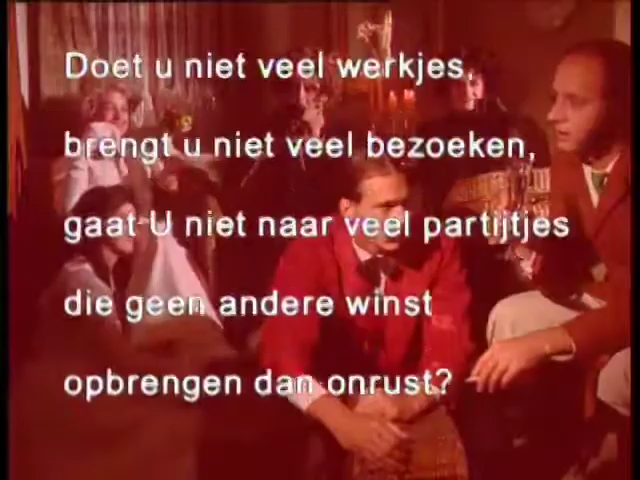 Doet u niet veel werkjes,
brengt u niet veel bezoeken,
gaat U niet naar veel partijtjes
die geen andere winst
opbrengen dan onrust?